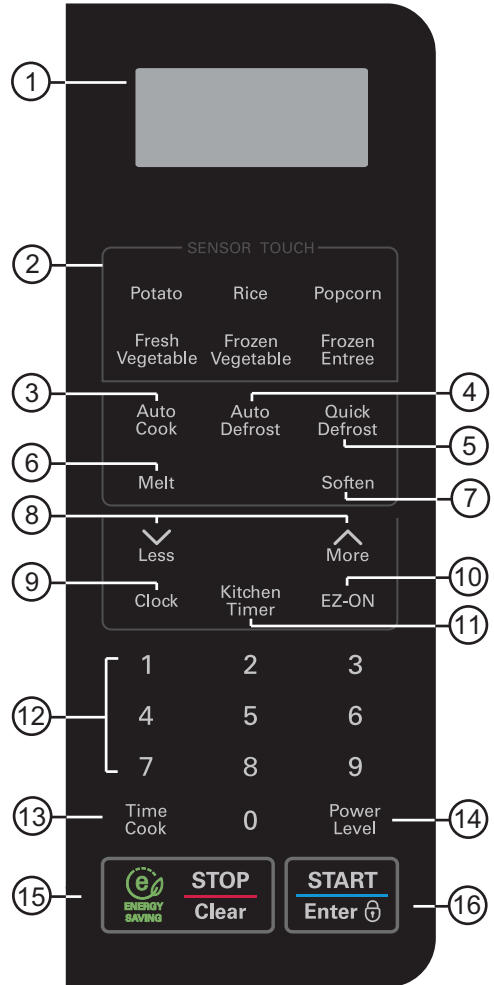 1
SENSOR TOUCH
2
Potato Rice Popcorn
Fresh Frozen Frozen
Vegetable Vegetable Entree
3 4
Auto Auto Quick
Cook Defrost Defrost
5
6
Melt Soften
7
8
Less More
9 10
Clock Kitchen EZ-ON
Timer
11
1 2 3
12
4 5 6
7 8 9
13 Time 0 Power 14
Cook Level
15 e STOP START 16
ENERGY
SAVING Clear Enter